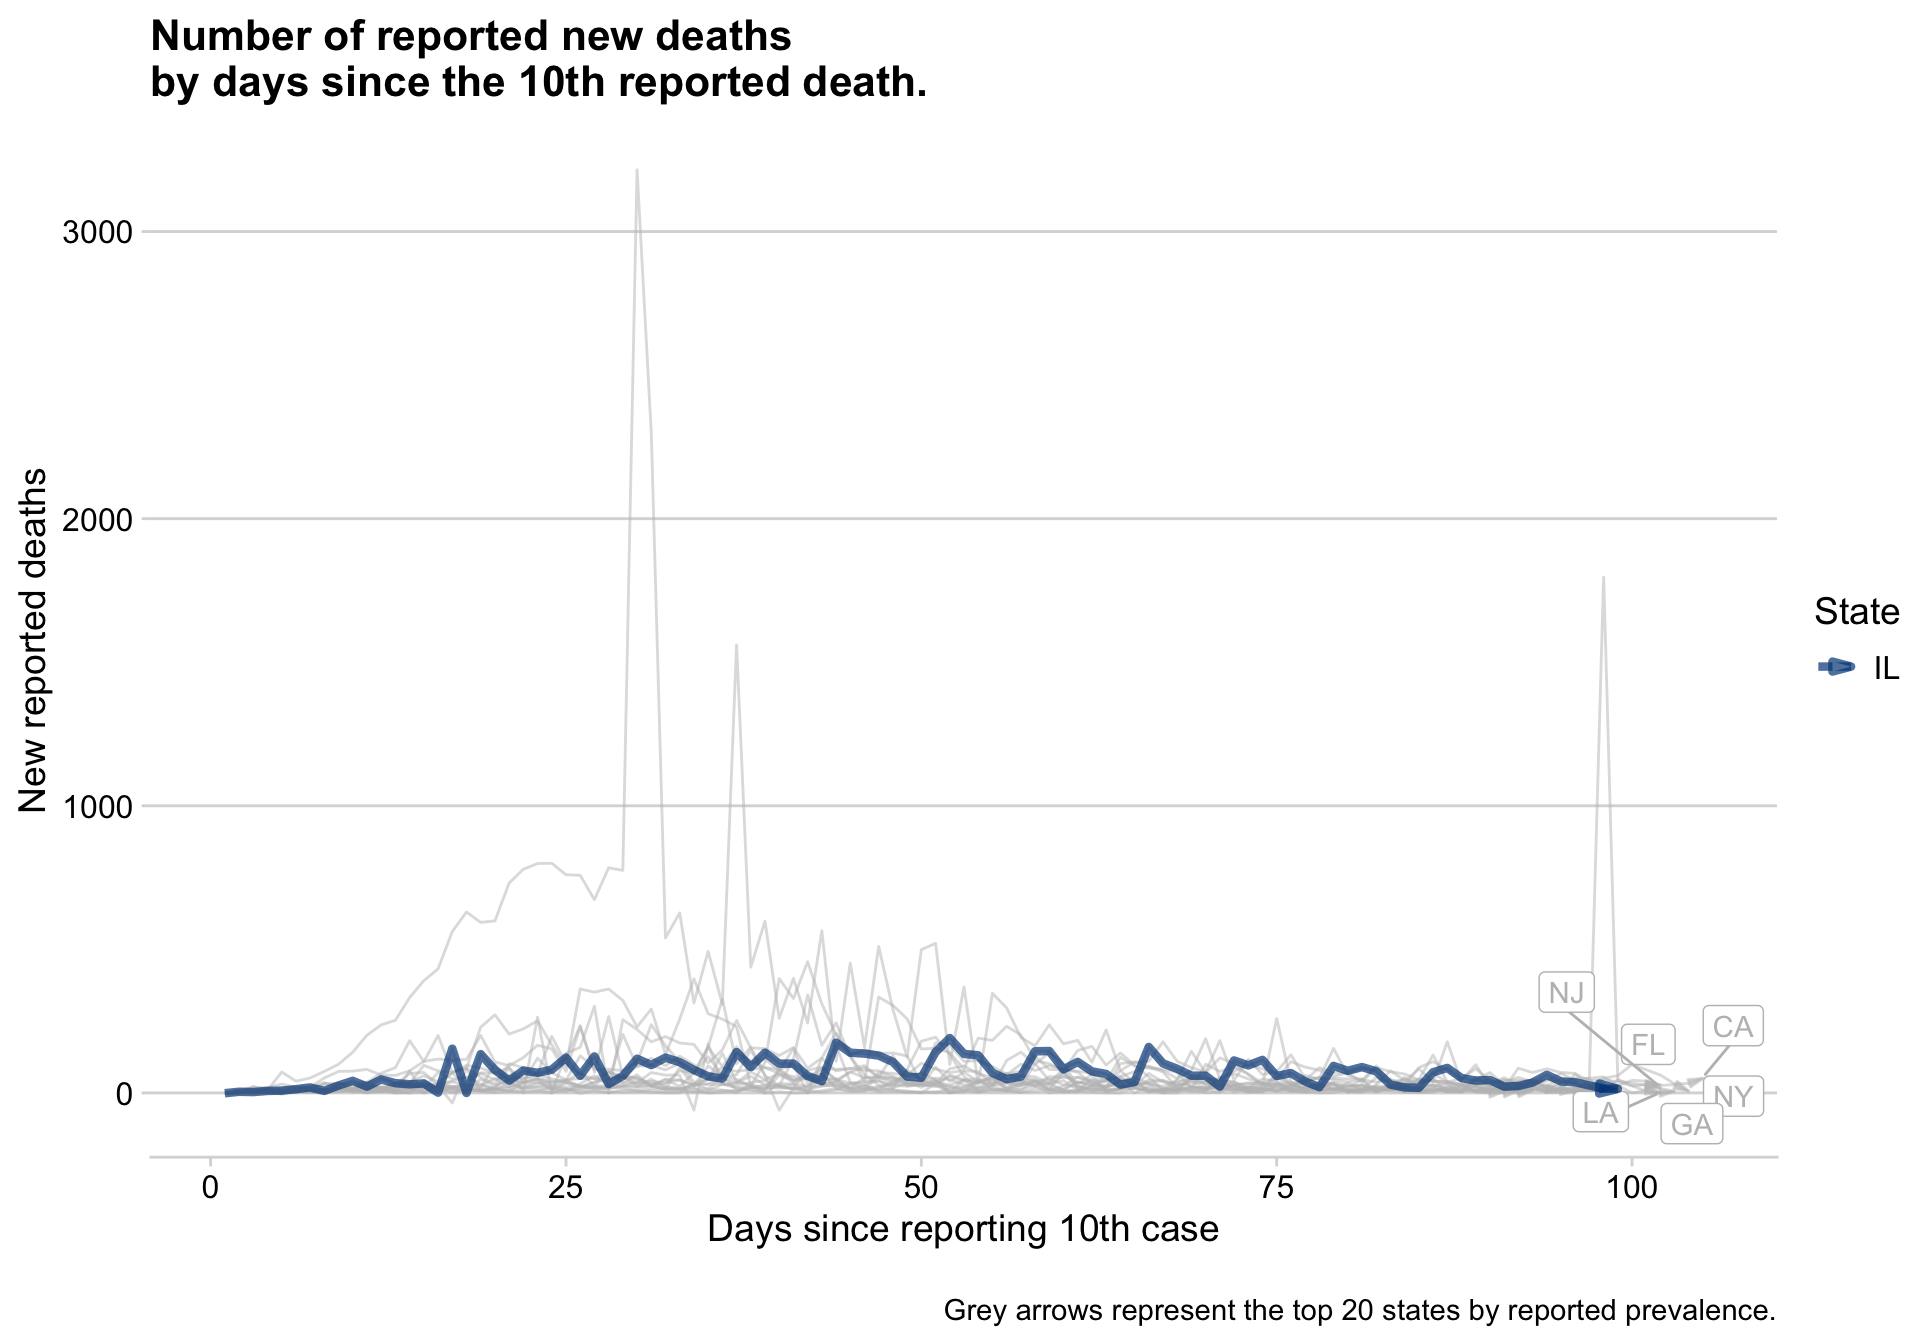 Number of reported new deaths
by days since the 10th reported death.
New reported deaths
3000
2000
1000
0
NJ
FL
CA
LA
NY
GA
0 25 50 75 100
Days since reporting 10th case
State
IL
Grey arrows represent the top 20 states by reported prevalence.